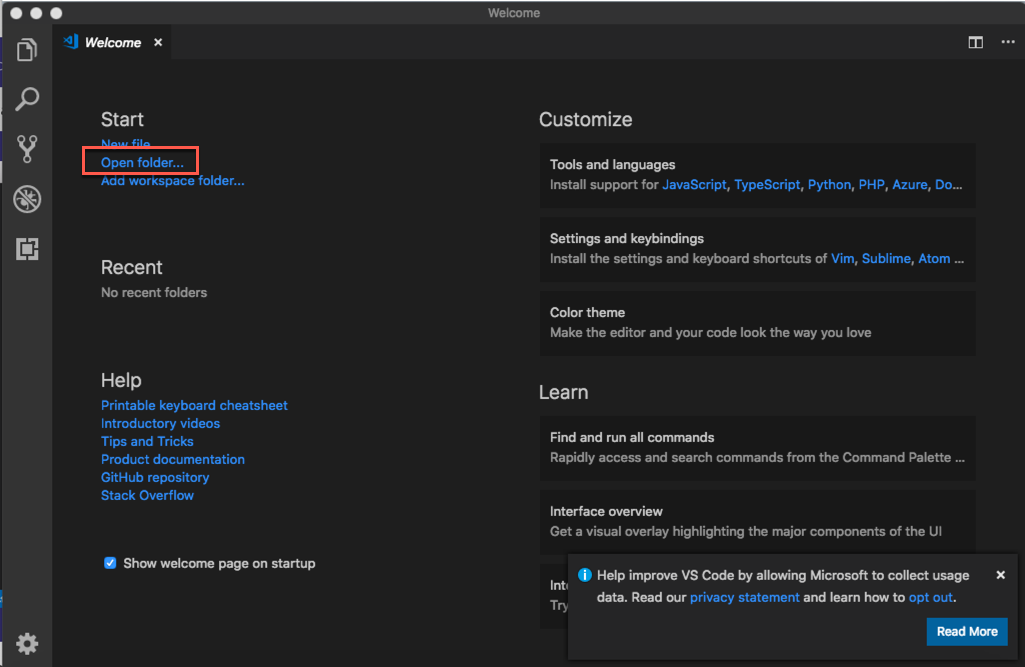 Welcome
Welcome
Start
New file
Open folder...
Add workspace folder...
Recent
No recent folders
Help
Printable keyboard cheatsheet
Introductory videos
Tips and Tricks
Product documentation
GitHub repository
Stack Overflow
Show welcome page on startup
Customize
Tools and languages
Install support for JavaScript, TypeScript, Python, PHP, Azure, Do...
Settings and keybindings
Install the settings and keyboard shortcuts of Vim, Sublime, Atom ...
Color theme
Make the editor and your code look the way you love
Learn
Find and run all commands
Rapidly access and search commands from the Command Palette ...
Interface overview
Get a visual overlay highlighting the major components of the UI
Inte
Try
Help improve VS Code by allowing Microsoft to collect usage
data. Read our privacy statement and learn how to opt out.
Read More